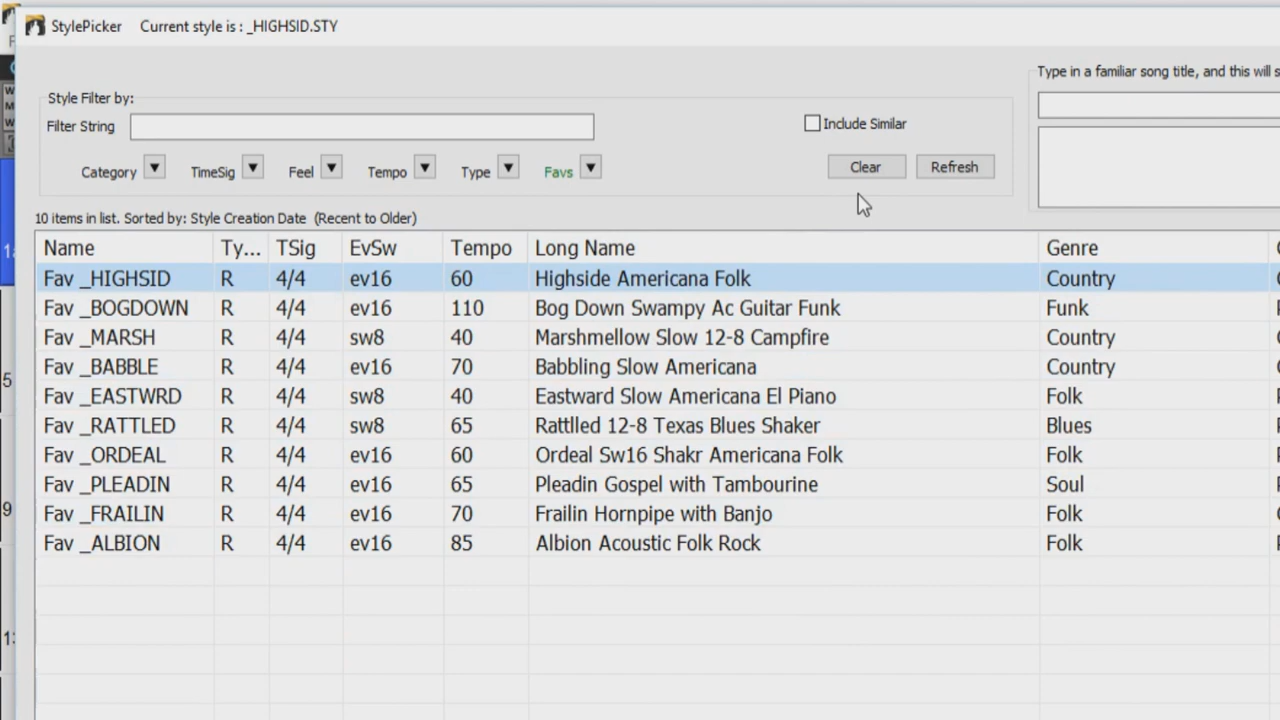 StylePicker Current style is : _HIGHSID.STY
Type in a familiar song title, and this will s
Style Filter by:
Filter String
Include Similar
Category TimeSig Feel Tempo Type Favs Clear Refresh
10 items in list. Sorted by: Style Creation Date (Recent to Older)
Name Ty... TSig EvSw Tempo Long Name Genre
Fav _HIGHSID R 4/4 ev16 60 Highside Americana Folk Country
Fav _BOGDOWN R 4/4 ev16 110 Bog Down Swampy Ac Guitar Funk Funk
Fav _MARSH R 4/4 sw8 40 Marshmellow Slow 12-8 Campfire Country
Fav _BABBLE R 4/4 ev16 70 Babbling Slow Americana Country
Fav _EASTWRD R 4/4 sw8 40 Eastward Slow Americana El Piano Folk
Fav _RATTLED R 4/4 sw8 65 Rattlled 12-8 Texas Blues Shaker Blues
Fav _ORDEAL R 4/4 ev16 60 Ordeal Sw16 Shakr Americana Folk Folk
Fav _PLEADIN R 4/4 ev16 65 Pleadin Gospel with Tambourine Soul
Fav _FRAILIN R 4/4 ev16 70 Frailin Hornpipe with Banjo Folk
Fav _ALBION R 4/4 ev16 85 Albion Acoustic Folk Rock Folk
5
9